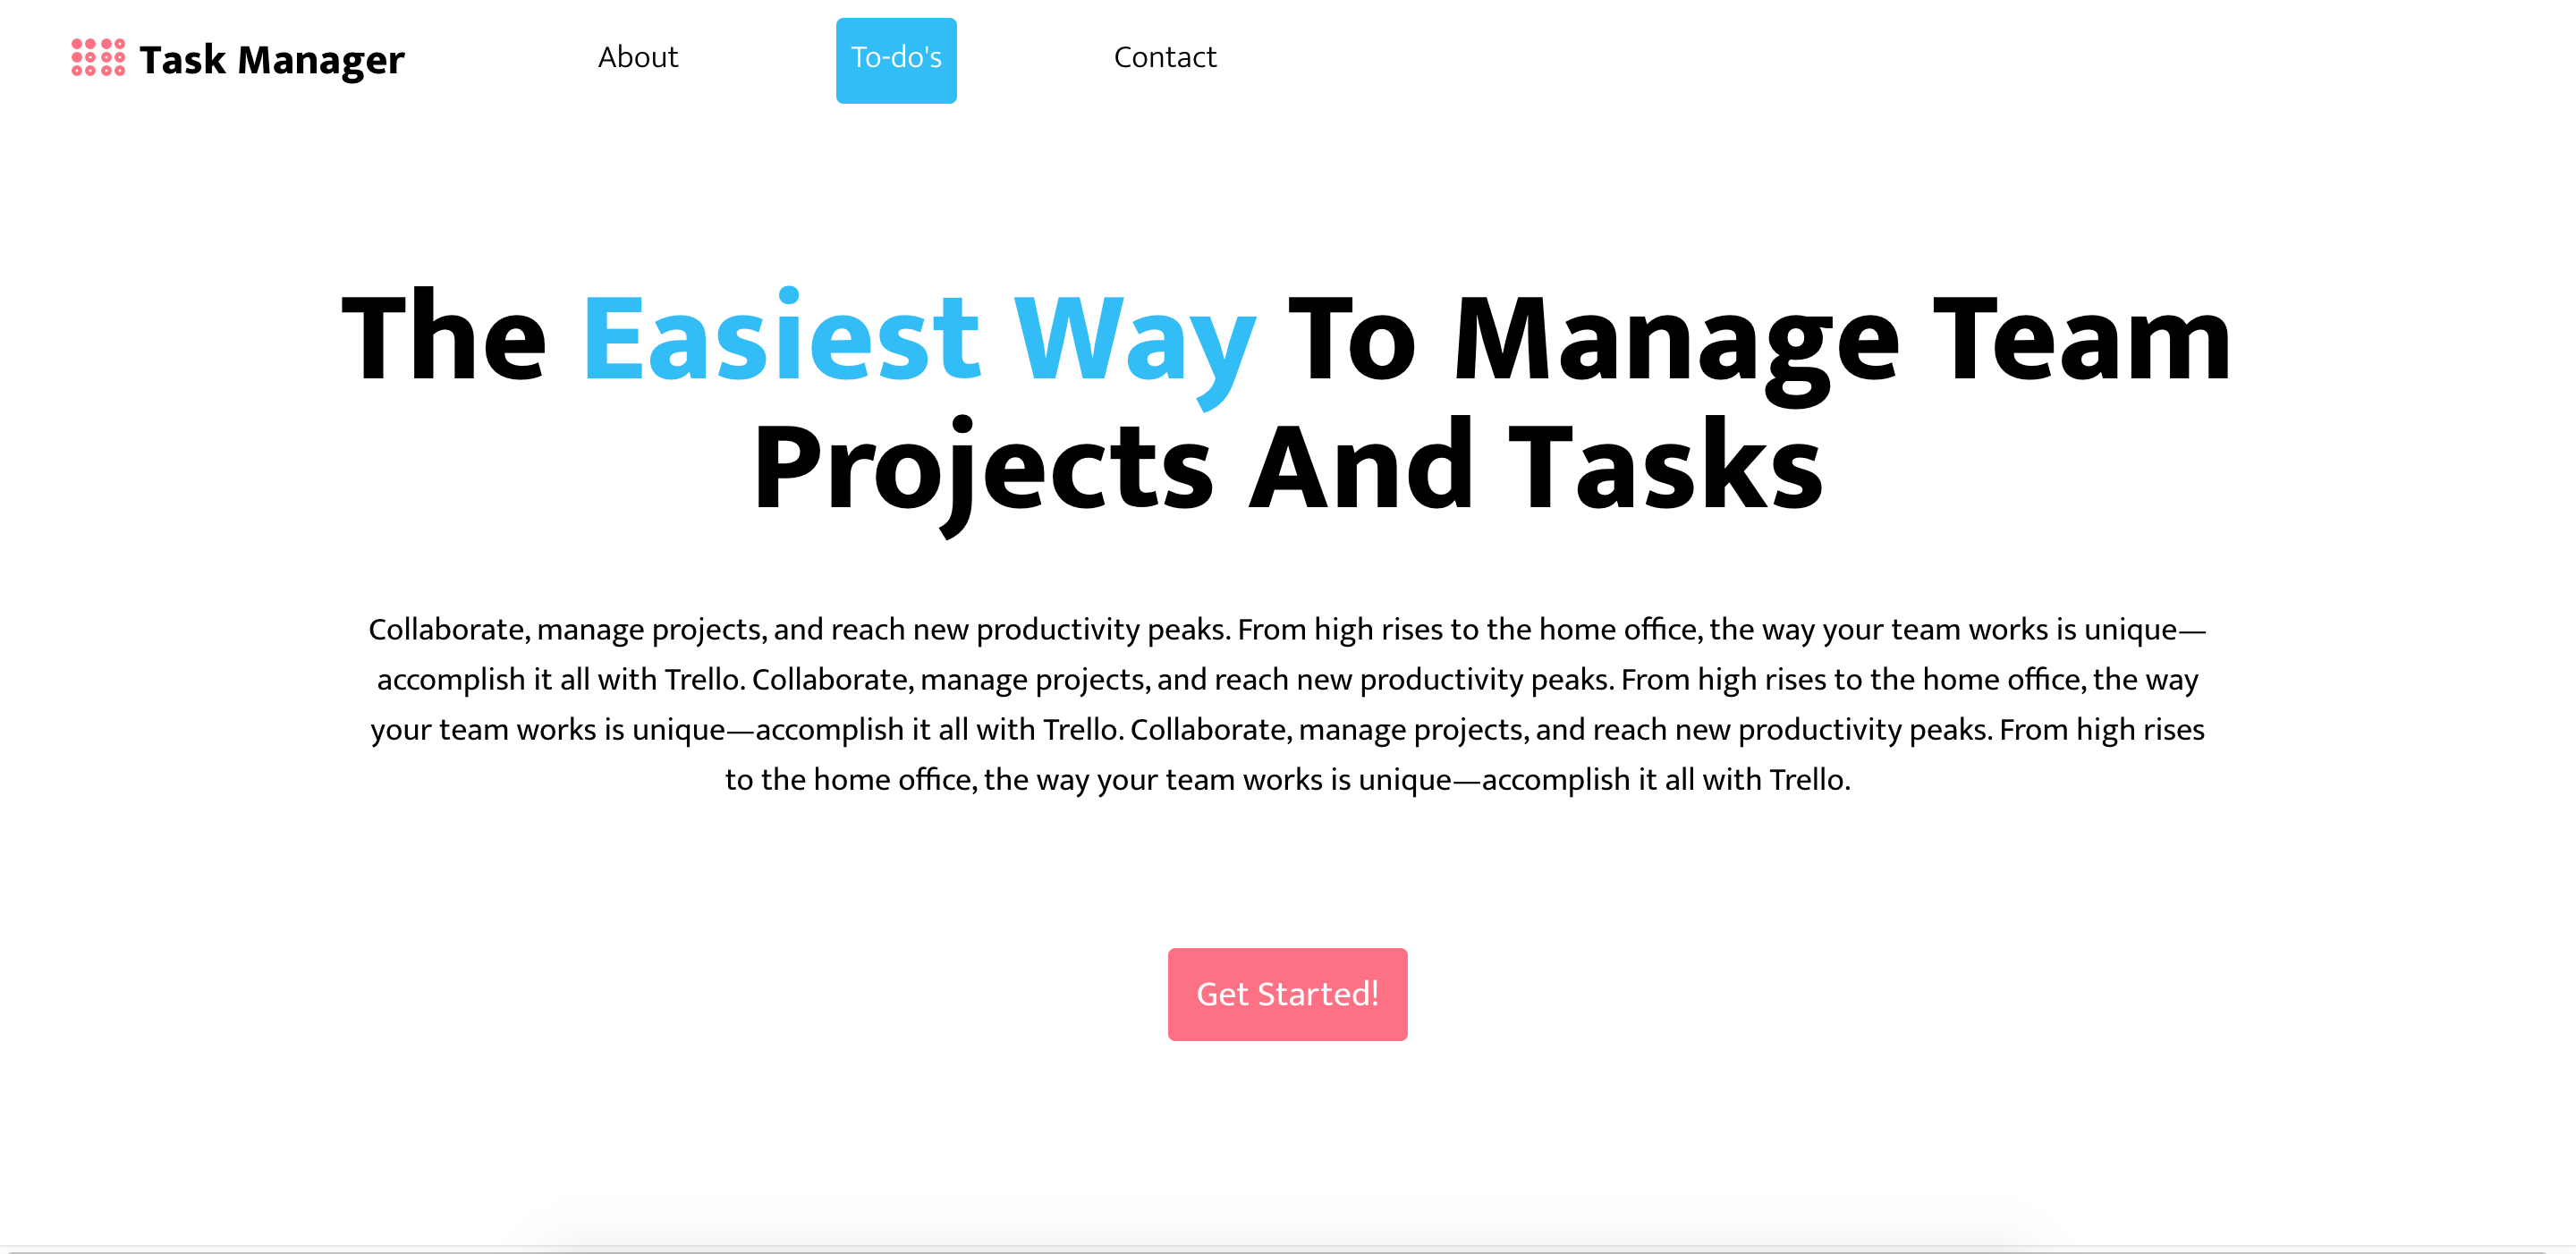 Task Manager
About
To-do's
Contact
The Easiest Way To Manage Team
Projects And Tasks
Collaborate, manage projects, and reach new productivity peaks. From high rises to the home office, the way your team works is unique—
accomplish it all with Trello. Collaborate, manage projects, and reach new productivity peaks. From high rises to the home office, the way
your team works is unique—accomplish it all with Trello. Collaborate, manage projects, and reach new productivity peaks. From high rises
to the home office, the way your team works is unique—accomplish it all with Trello.
Get Started!